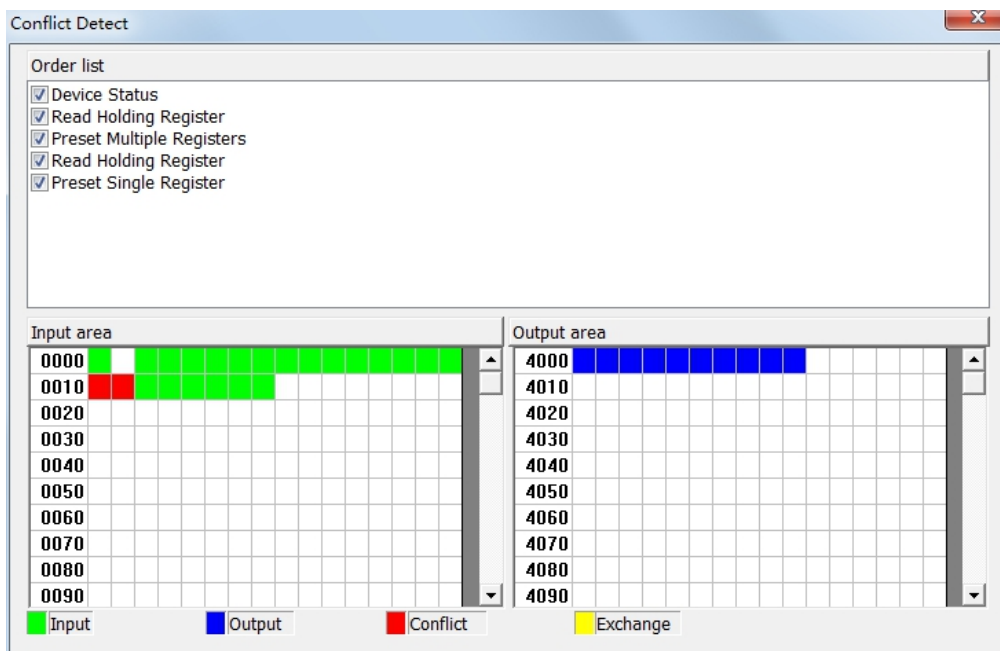 Conflict Detect
X
Order list
Device Status
Read Holding Register
Preset Multiple Registers
Read Holding Register
Preset Single Register
Input area
Output area
0000
0010
0020
0030
0040
0050
0060
0070
0080
0090
4000
4010
4020
4030
4040
4050
4060
4070
4080
4090
Input
Output
Conflict
Exchange